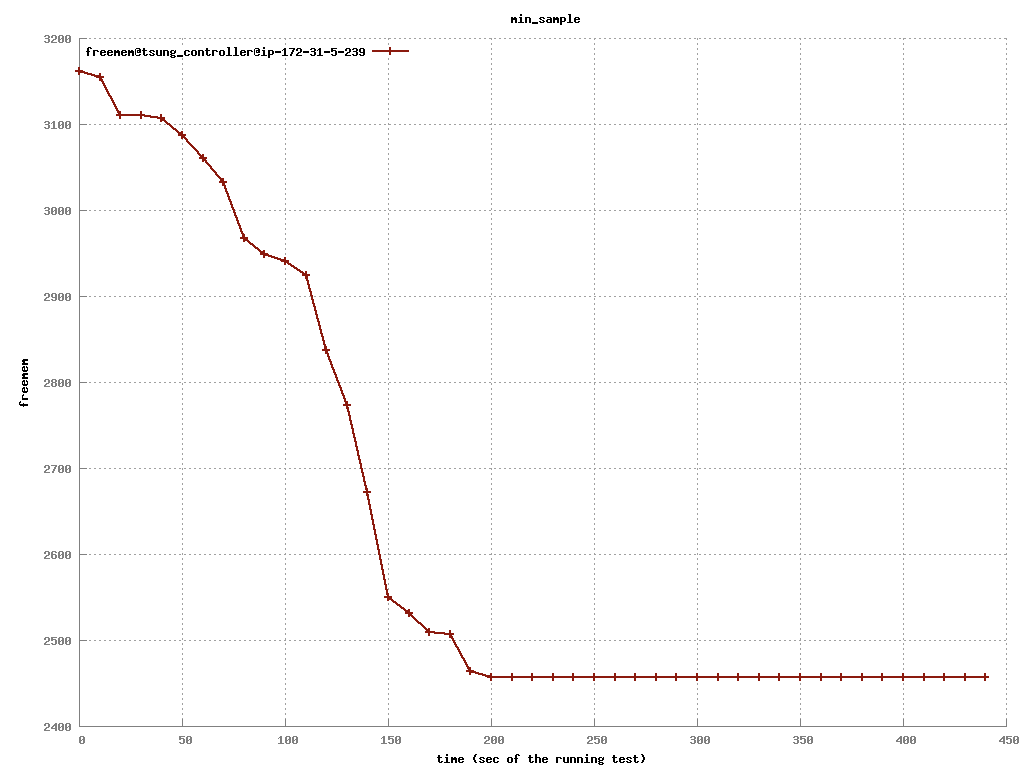 min_sample
freemem@tsung_controller@ip-172-31-5-239
3200
3100
3000
2900
2800
2700
2600
2500
2400
freemem
0 50 100 150 200 250 300 350 400 450
time (sec of the running test)